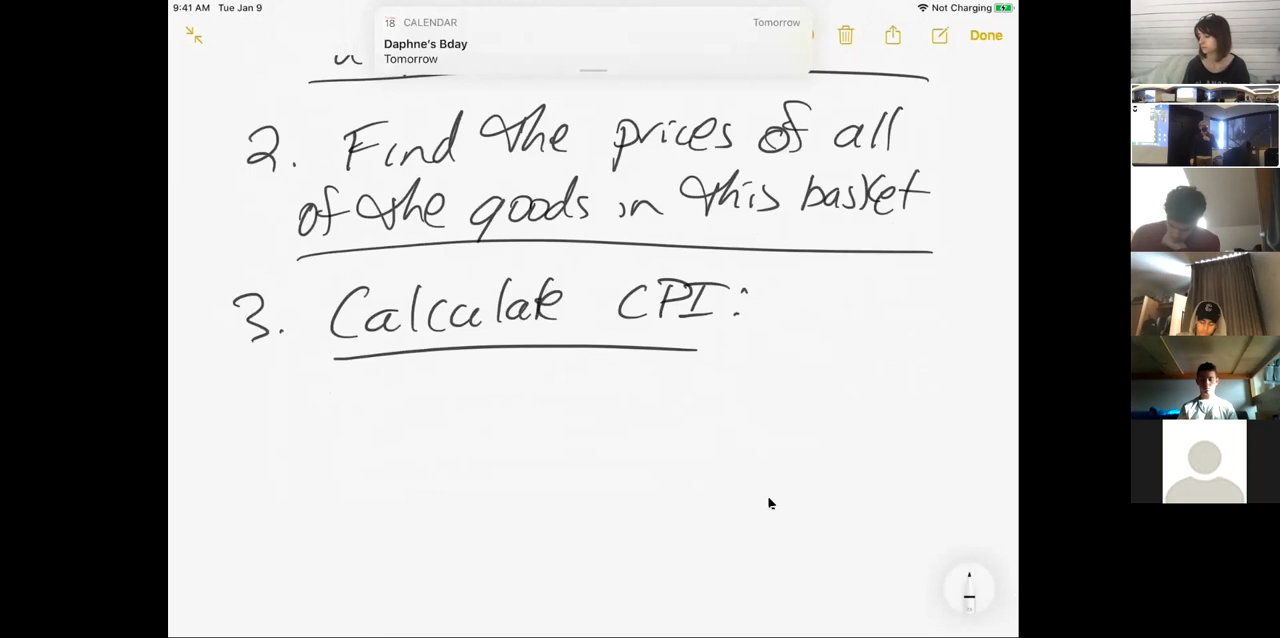 9:41 AM Tue Jan 9
Not Charging
18 CALENDAR
Tomorrow
Daphne's Bday
Tomorrow
Done
2. Find the prices of all
of the goods in this basket
3. Calculate CPI: